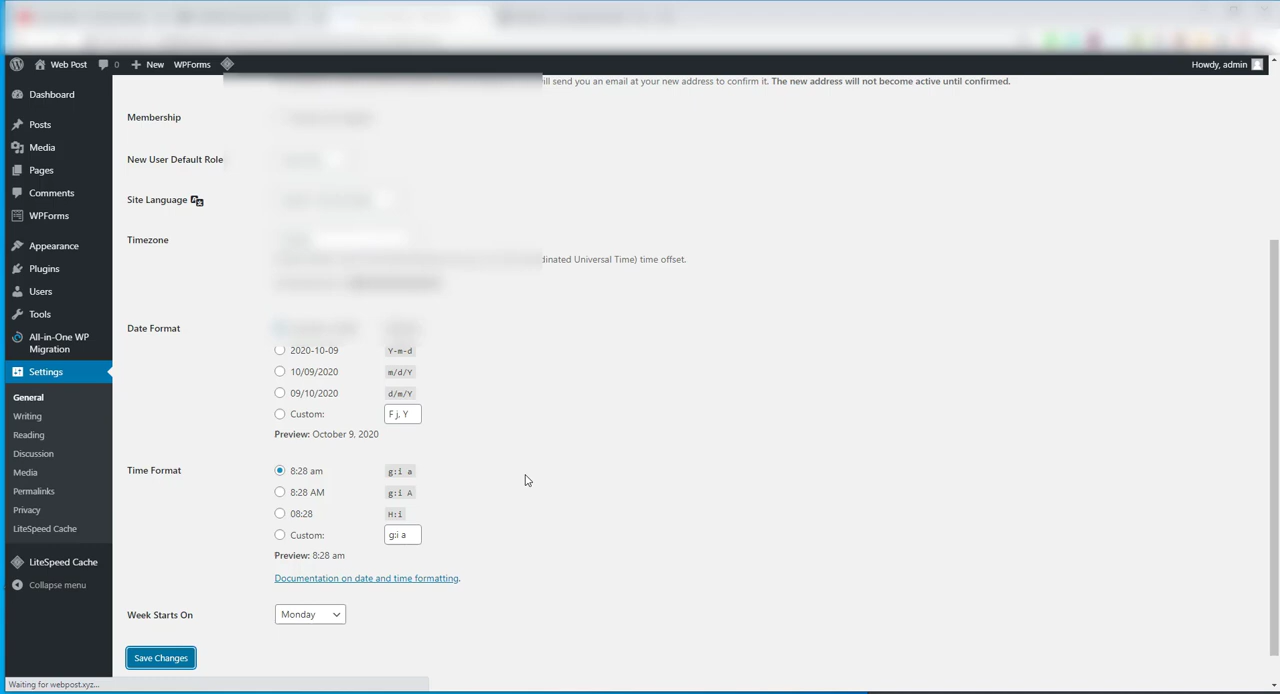 Web Post 0 New WPForms Howdy, admin
ll send you an email at your new address to confirm it. The new address will not become active until confirmed.
Dashboard
Posts
Media
Pages
Comments
WPForms
Appearance
Plugins
Users
Tools
All-in-One WP
Migration
Settings
General
Writing
Reading
Discussion
Media
Permalinks
Privacy
LiteSpeed Cache
LiteSpeed Cache
Collapse menu
Membership
New User Default Role
Site Language
Timezone
dinated Universal Time) time offset.
Date Format
2020-10-09 Y-m-d
10/09/2020 m/d/Y
09/10/2020 d/m/Y
Custom: F j, Y
Preview: October 9, 2020
Time Format
8:28 am g:i a
8:28 AM g:i A
08:28 H:i
Custom: g:i a
Preview: 8:28 am
Documentation on date and time formatting.
Week Starts On Monday
Save Changes
Waiting for webpost.xyz...